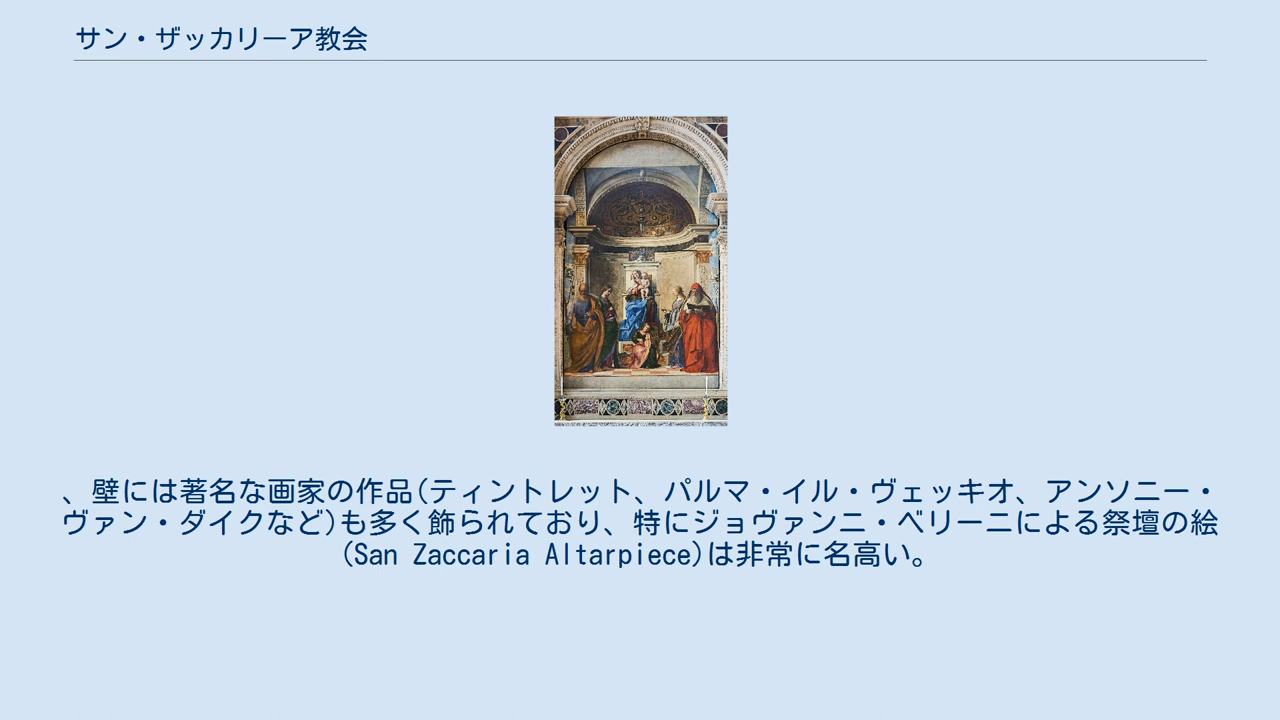 サン・ザッカリーア教会
、壁には著名な画家の作品(ティントレット、パルマ・イル・ヴェッキオ、アンソニー・
ヴァン・ダイクなど)も多く飾られており、特にジョヴァンニ・ベリーニによる祭壇の絵
(San Zaccaria Altarpiece)は非常に名高い。